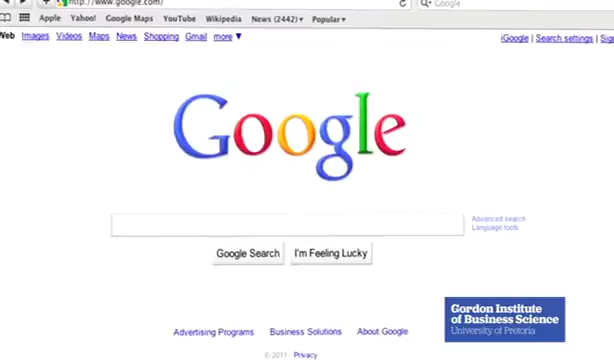 http://www.google.com/
Google
Apple Yahoo! Google Maps YouTube Wikipedia News (2442) ▾ Popular ▾
Web Images Videos Maps News Shopping Gmail more ▼
iGoogle | Search settings |
Google
Advanced search
Language tools
Google Search I'm Feeling Lucky
Gordon Institute
of Business Science
University of Pretoria
Advertising Programs Business Solutions About Google
© 2011 - Privacy